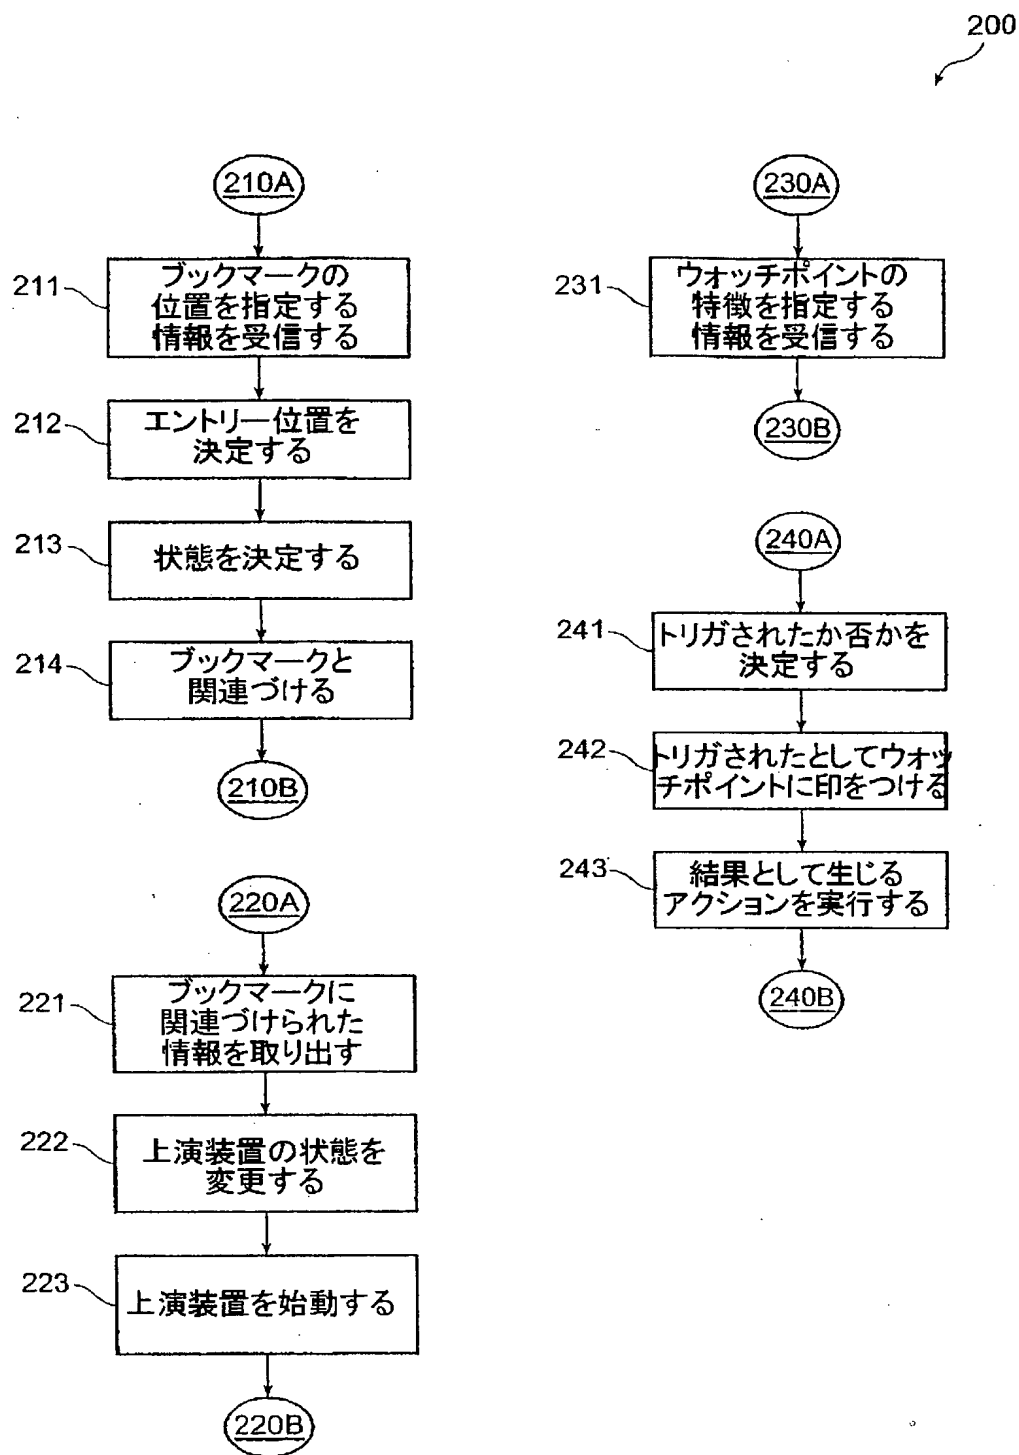 200
210A
211
ブックマークの
位置を指定する
情報を受信する
212
エントリー位置を
決定する
213
状態を決定する
214
ブックマークと
関連づける
210B
220A
221
ブックマークに
関連づけられた
情報を取り出す
222
上演装置の状態を
変更する
223
上演装置を始動する
220B
230A
231
ウォッチポイントの
特徴を指定する
情報を受信する
230B
240A
241
トリガされたか否かを
決定する
242
トリガされたとしてウォッ
チポイントに印をつける
243
結果として生じる
アクションを実行する
240B